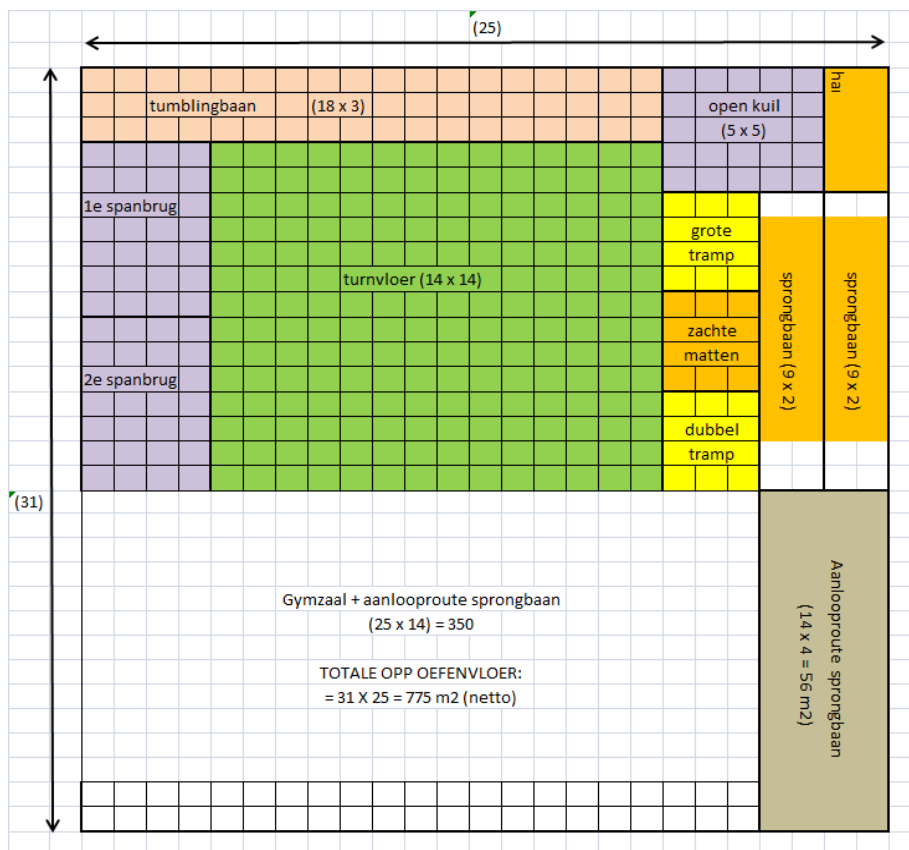 (25)
tumblingbaan (18 x 3)
open kuil
(5 x 5)
hal
1e spanbrug
grote
tramp
turnvloer (14 x 14)
sprongbaan (9 x 2)
sprongbaan (9 x 2)
zachte
matten
2e spanbrug
dubbel
tramp
(31)
Gymzaal + aanlooproute sprongbaan
(25 x 14) = 350
TOTALE OPP OEFENVLOER:
= 31 X 25 = 775 m2 (netto)
Aanlooproute sprongbaan
(14 x 4 = 56 m2)